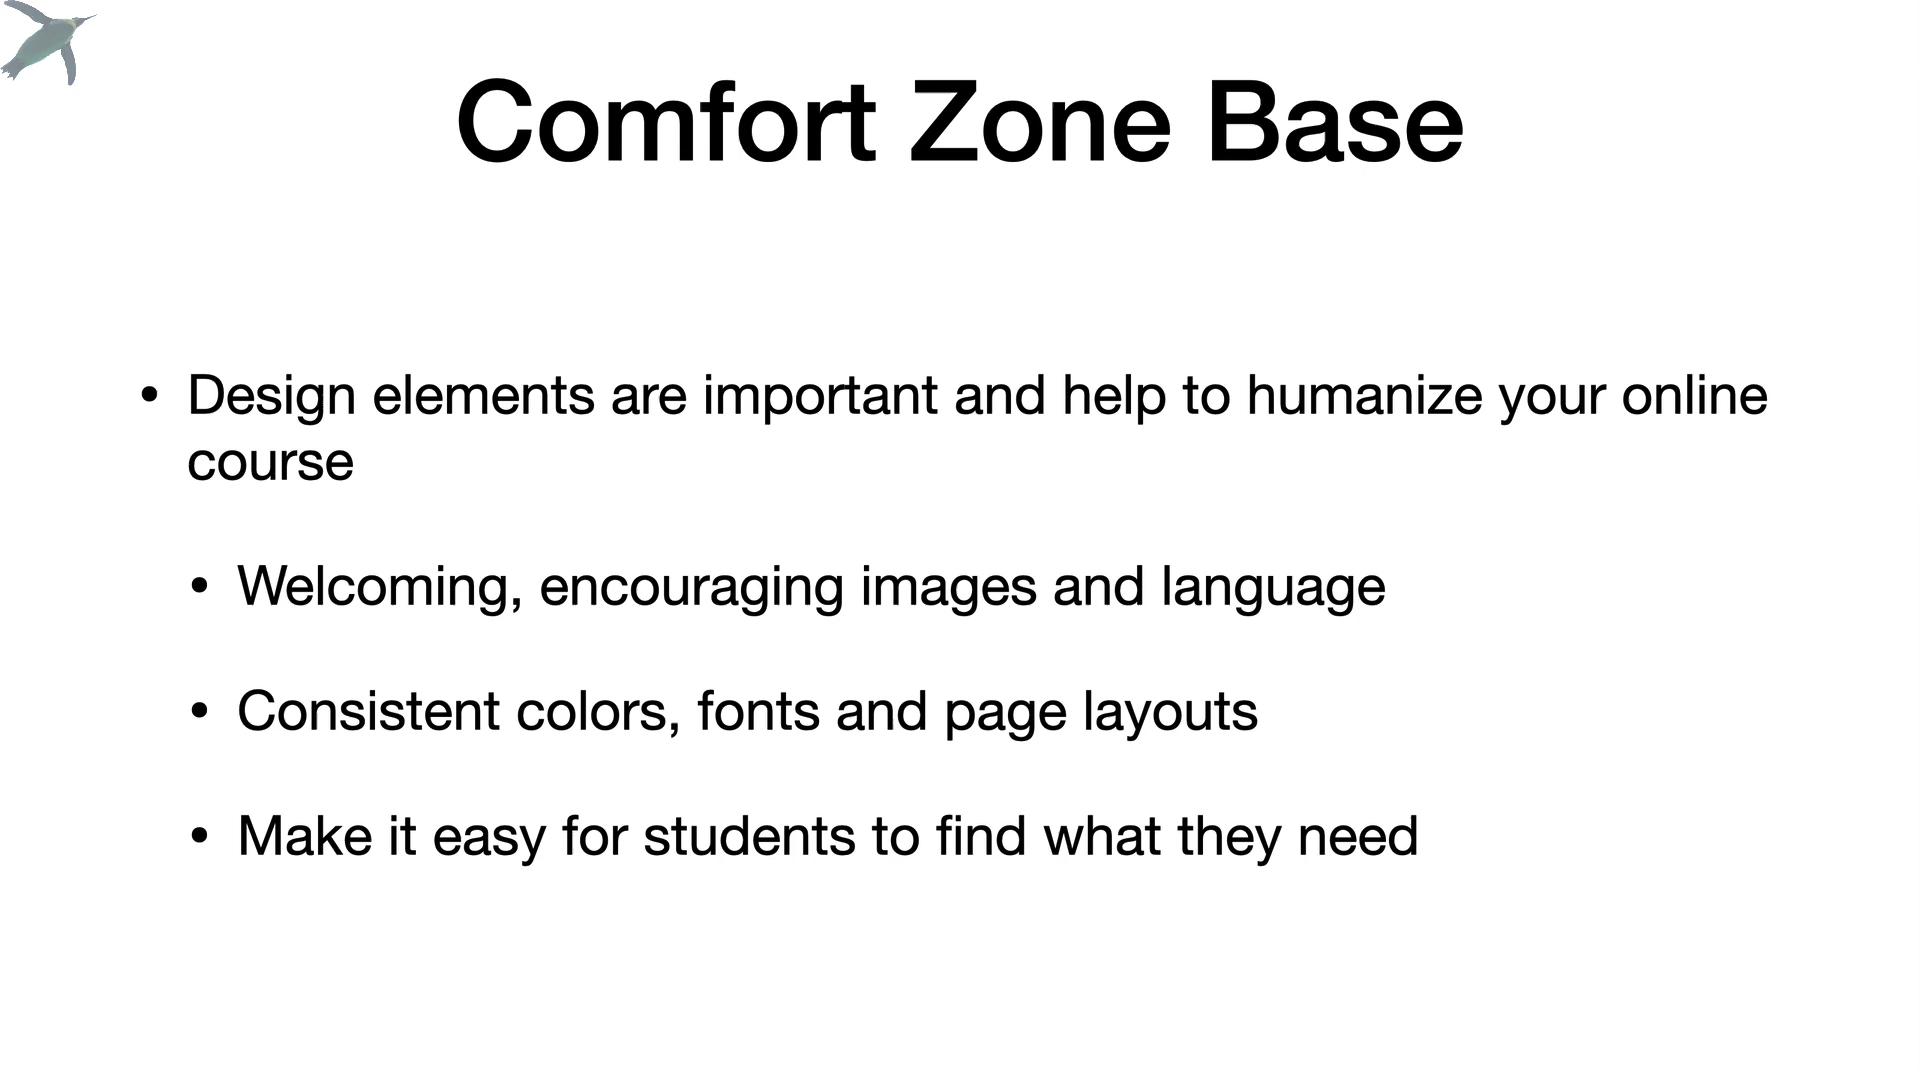 Comfort Zone Base
• Design elements are important and help to humanize your online
course
• Welcoming, encouraging images and language
• Consistent colors, fonts and page layouts
• Make it easy for students to find what they need